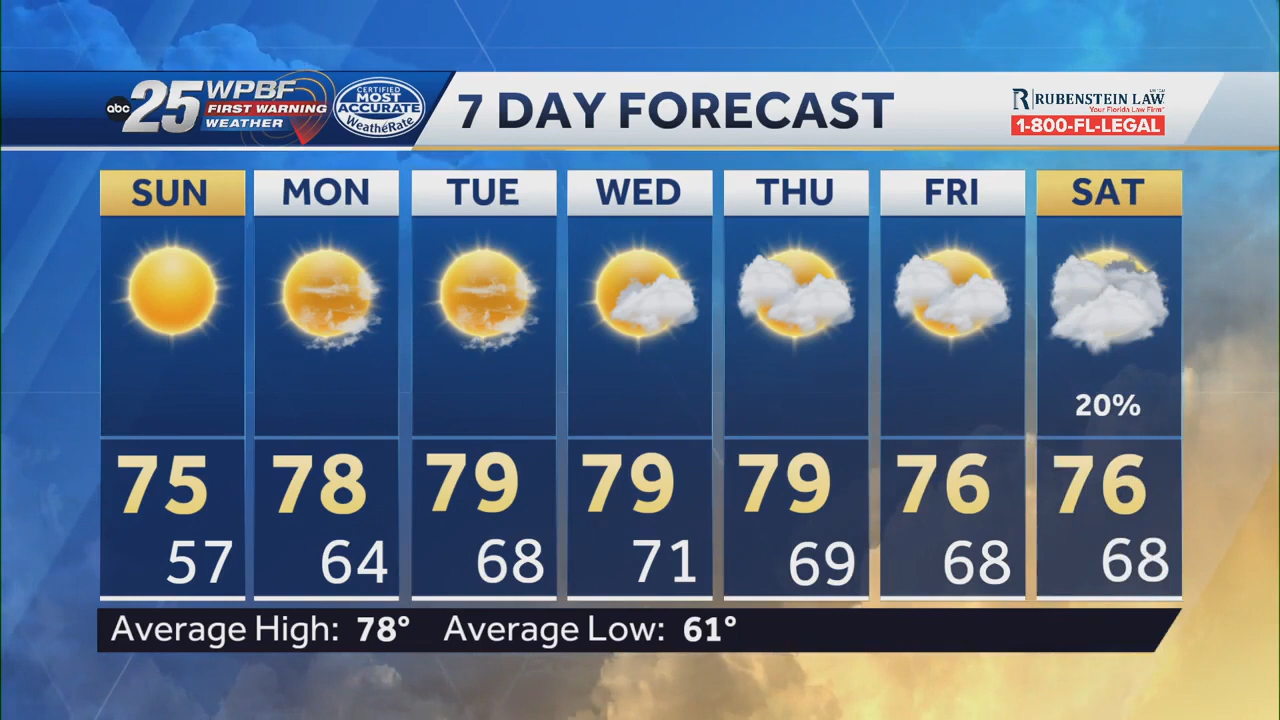 abc 25 WPBF
FIRST WARNING
WEATHER
CERTIFIED
MOST
ACCURATE
WeatheRate
7 DAY FORECAST
RUBENSTEIN LAW
Your Florida Law Firm
1-800-FL-LEGAL
SUN MON TUE WED THU FRI SAT
20%
75 78 79 79 79 76 76
57 64 68 71 69 68 68
Average High: 78° Average Low: 61°